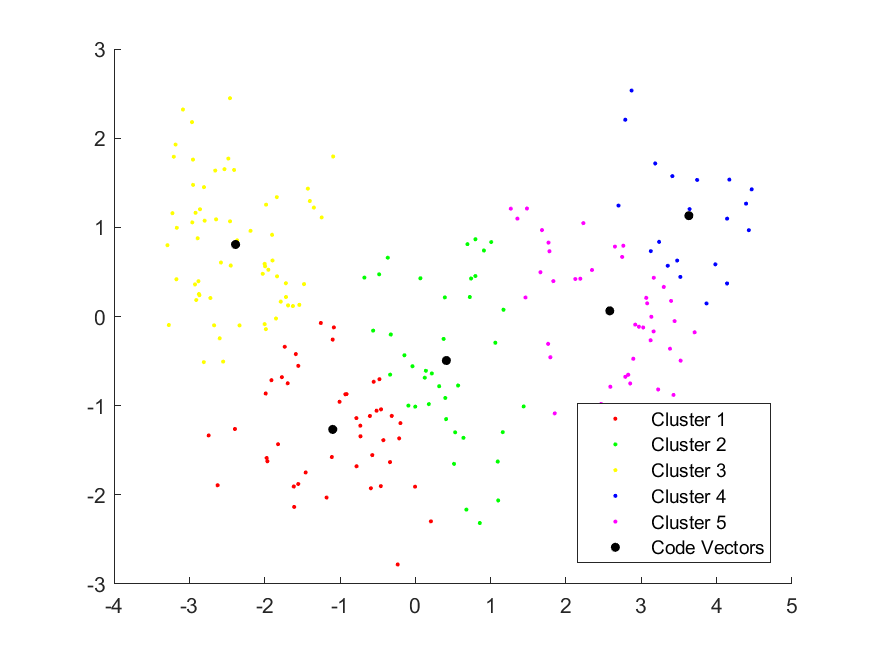 3
2
1
0
-1
-2
-3
-4 -3 -2 -1 0 1 2 3 4 5
Cluster 1
Cluster 2
Cluster 3
Cluster 4
Cluster 5
Code Vectors